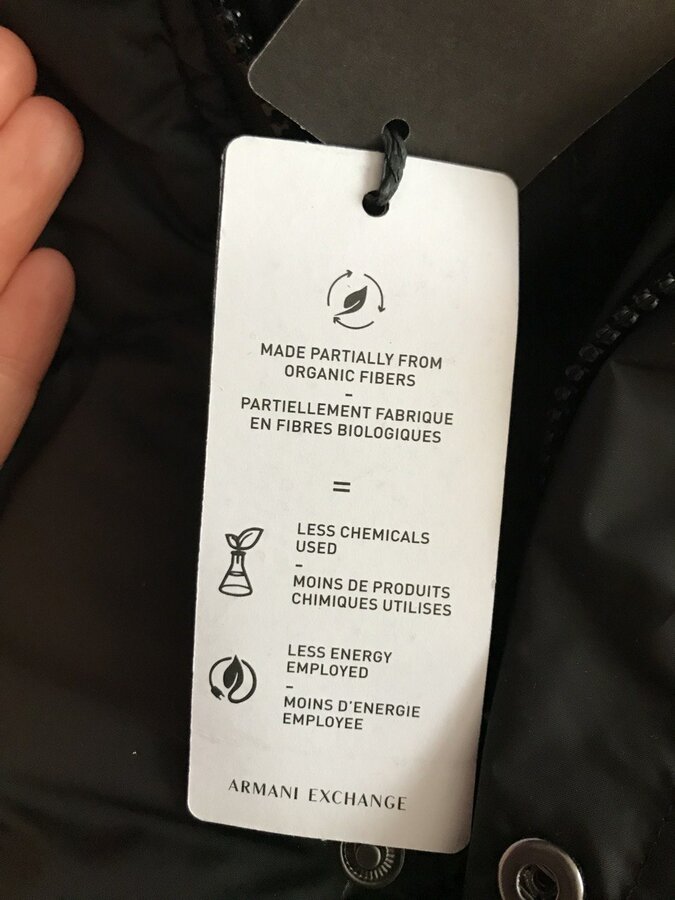 MADE PARTIALLY FROM
ORGANIC FIBERS
-
PARTIELLEMENT FABRIQUE
EN FIBRES BIOLOGIQUES
=
LESS CHEMICALS
USED
-
MOINS DE PRODUITS
CHIMIQUES UTILISES
LESS ENERGY
EMPLOYED
-
MOINS D'ENERGIE
EMPLOYEE
ARMANI EXCHANGE